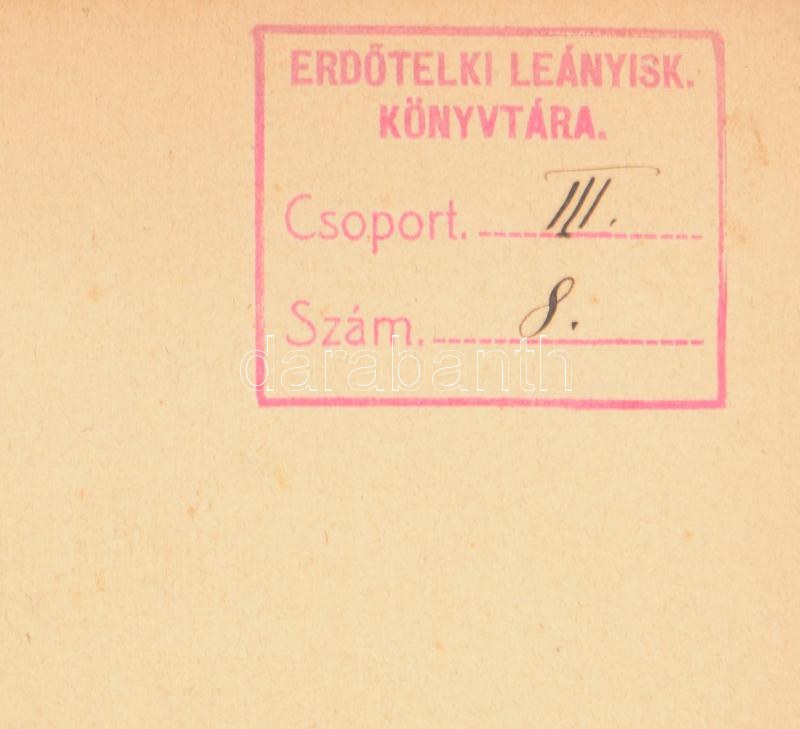 ERDŐTELKI LEÁNYISK.
KÖNYVTÁRA.
Csoport. III.
Szám. 8.
darabanth